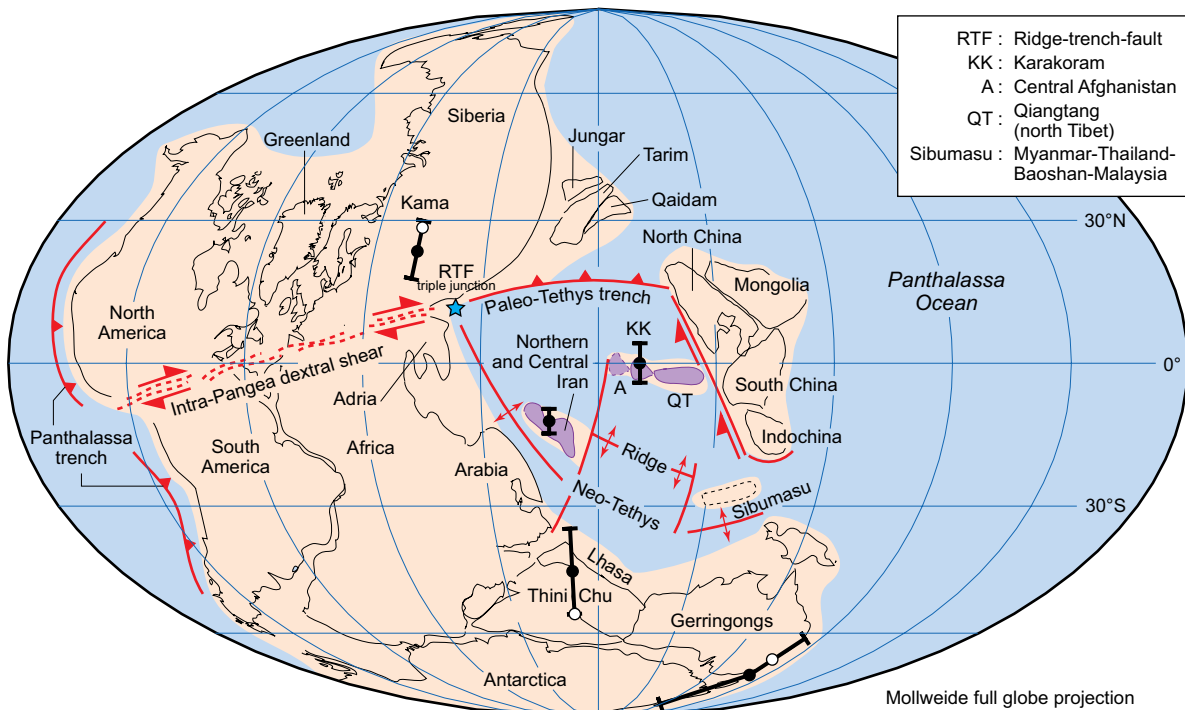 RTF : Ridge-trench-fault
KK : Karakoram
A : Central Afghanistan
QT : Qiangtang
(north Tibet)
Sibumasu : Myanmar-Thailand-
Baoshan-Malaysia
Siberia
Greenland
Jungar
Tarim
Qaidam
Kama
30°N
North China
RTF
triple junction
Mongolia
Panthalassa
Ocean
Paleo-Tethys trench
North
America
KK
Northern
and Central
Iran
0°
Intra-Pangea dextral shear
A
QT
South China
Adria
Panthalassa
trench
South
America
Africa
Indochina
Arabia
Ridge
Neo-Tethys
Sibumasu
30°S
Lhasa
Thini Chu
Gerringongs
Antarctica
Mollweide full globe projection